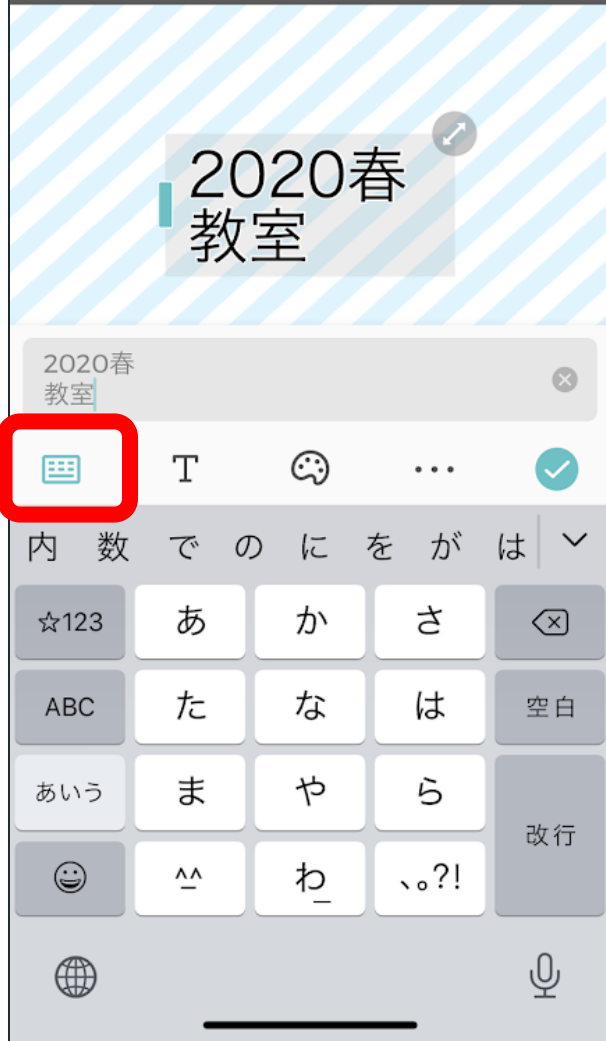 2020春
教室
2020春
教室
T
内 数 で の に を が は
☆123 あ か さ
ABC た な は 空白
あいう ま や ら
改行
^^ わ 、。?!